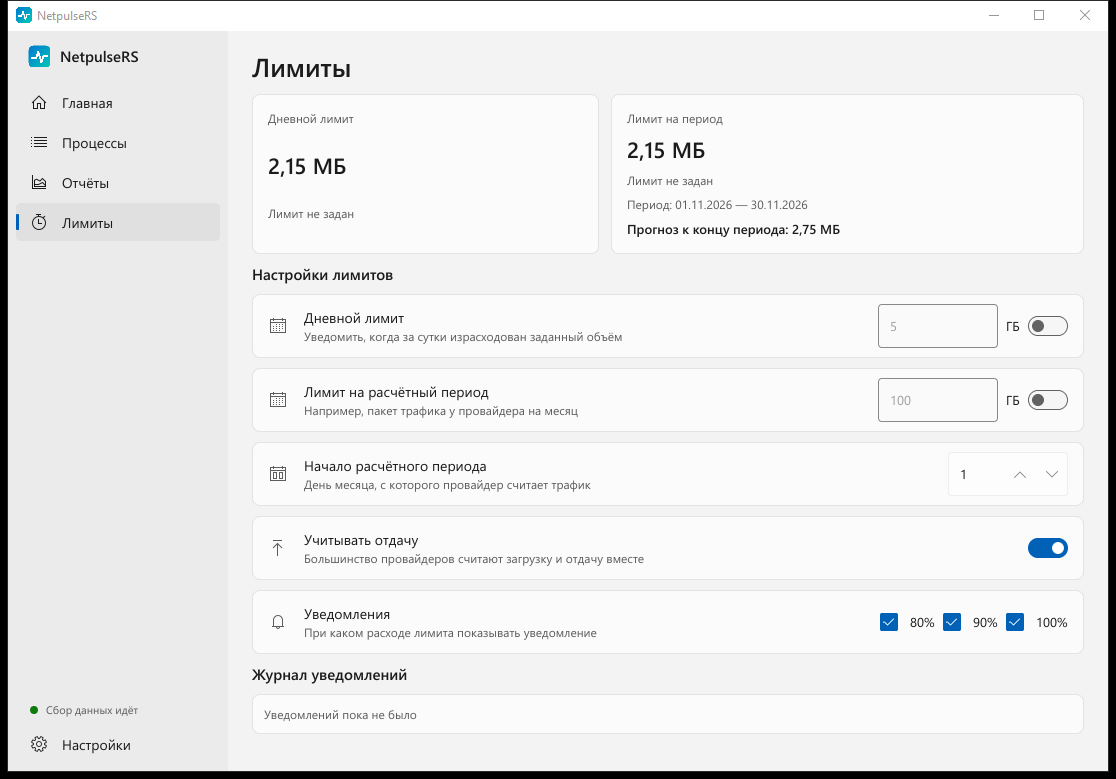 NetpulseRS
NetpulseRS
Главная
Процессы
Отчёты
Лимиты
Сбор данных идёт
Настройки
Лимиты
Дневной лимит
2,15 МБ
Лимит не задан
Лимит на период
2,15 МБ
Лимит не задан
Период: 01.11.2026 — 30.11.2026
Прогноз к концу периода: 2,75 МБ
Настройки лимитов
Дневной лимит
Уведомить, когда за сутки израсходован заданный объём
5 ГБ
Лимит на расчётный период
Например, пакет трафика у провайдера на месяц
100 ГБ
Начало расчётного периода
День месяца, с которого провайдер считает трафик
1
Учитывать отдачу
Большинство провайдеров считают загрузку и отдачу вместе
Уведомления
При каком расходе лимита показывать уведомление
80% 90% 100%
Журнал уведомлений
Уведомлений пока не было